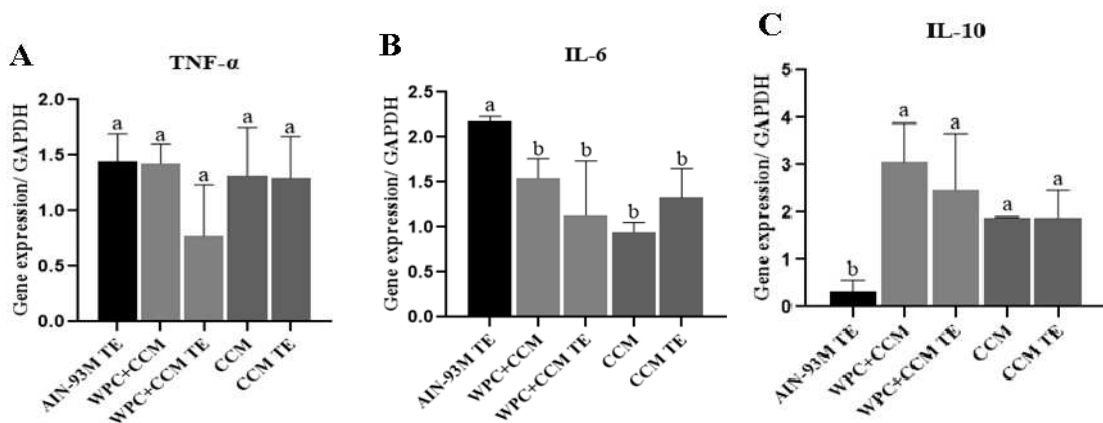 A
TNF-α
Gene expression/ GAPDH
2.0
1.5
1.0
0.5
0.0
a
a
a
a
a
AIN-93M TE
WPC+CCM
WPC+CCM TE
CCM
CCM TE
B
IL-6
Gene expression/ GAPDH
2.5
2.0
1.5
1.0
0.5
0.0
a
b
b
b
b
AIN-93M TE
WPC+CCM
WPC+CCM TE
CCM
CCM TE
C
IL-10
Gene expression/ GAPDH
5
4
3
2
1
0
b
a
a
a
a
AIN-93M TE
WPC+CCM
WPC+CCM TE
CCM
CCM TE